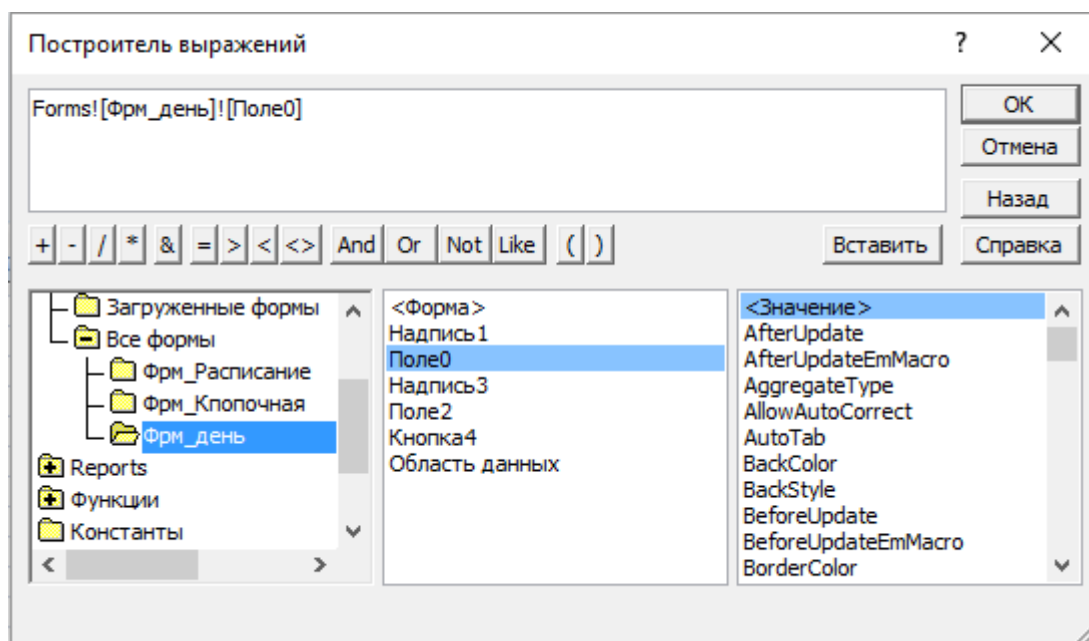 Построитель выражений
?
Forms![Фрм_день]![Поле0]
ОК
Отмена
Назад
+ - / * & = > < <> And Or Not Like ( ) Вставить Справка
Загруженные формы
Все формы
Фрм_Расписание
Фрм_Кпопочная
Фрм_день
Reports
Функции
Константы
<Форма>
Надпись1
Поле0
Надпись3
Поле2
Кнопка4
Область данных
<Значение>
AfterUpdate
AfterUpdateEmMacro
AggregateType
AllowAutoCorrect
AutoTab
BackColor
BackStyle
BeforeUpdate
BeforeUpdateEmMacro
BorderColor